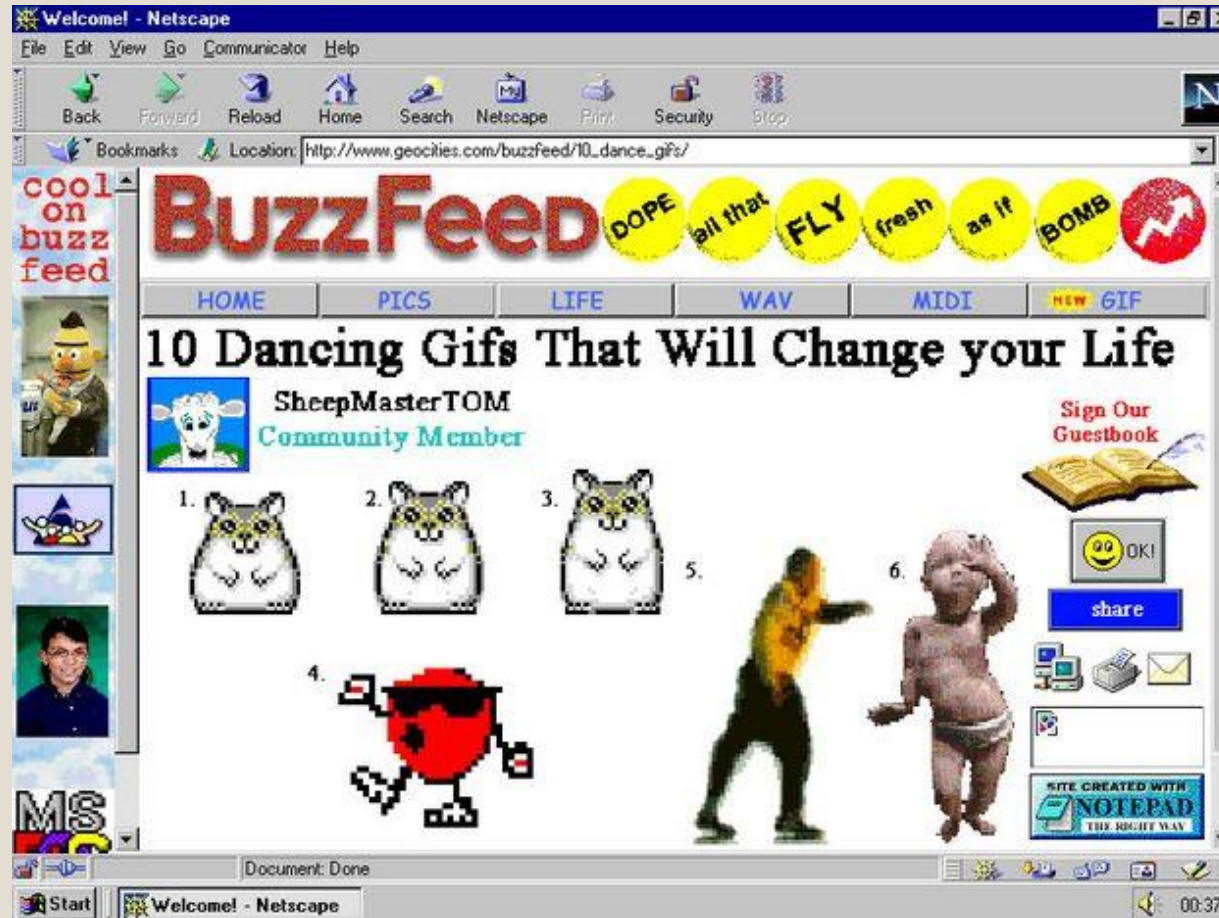 Welcome! - Netscape
File Edit View Go Communicator Help
Back Forward Reload Home Search Netscape Print Security Stop
N
Bookmarks Location: http://www.geocities.com/buzzfeed/10_dance_gifs/
cool
on
buzz
feed
BuzzFeed DOPE all that FLY fresh as if BOMB
HOME PICS LIFE WAV MIDI NEW GIF
10 Dancing Gifs That Will Change your Life
SheepMasterTOM
Community Member
Sign Our
Guestbook
1. 2. 3.
OK!
5. 6.
share
4.
SITE CREATED WITH
NOTEPAD
THE RIGHT WAY
MS
Document: Done
Start Welcome! - Netscape 00:37